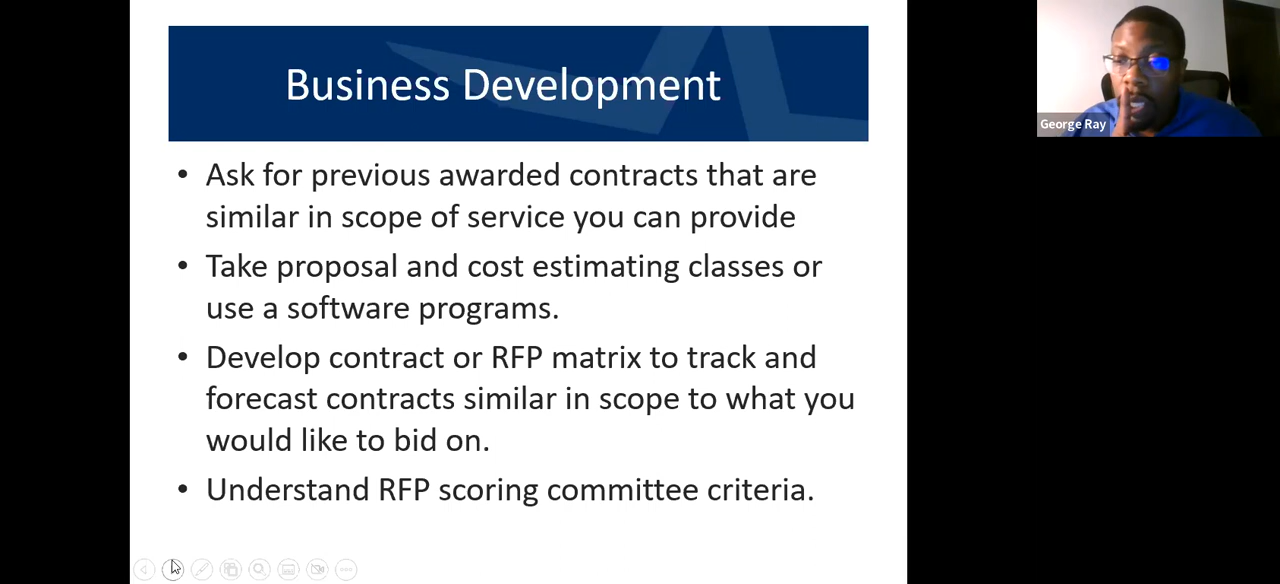 Business Development
• Ask for previous awarded contracts that are
similar in scope of service you can provide
• Take proposal and cost estimating classes or
use a software programs.
• Develop contract or RFP matrix to track and
forecast contracts similar in scope to what you
would like to bid on.
• Understand RFP scoring committee criteria.
George Ray